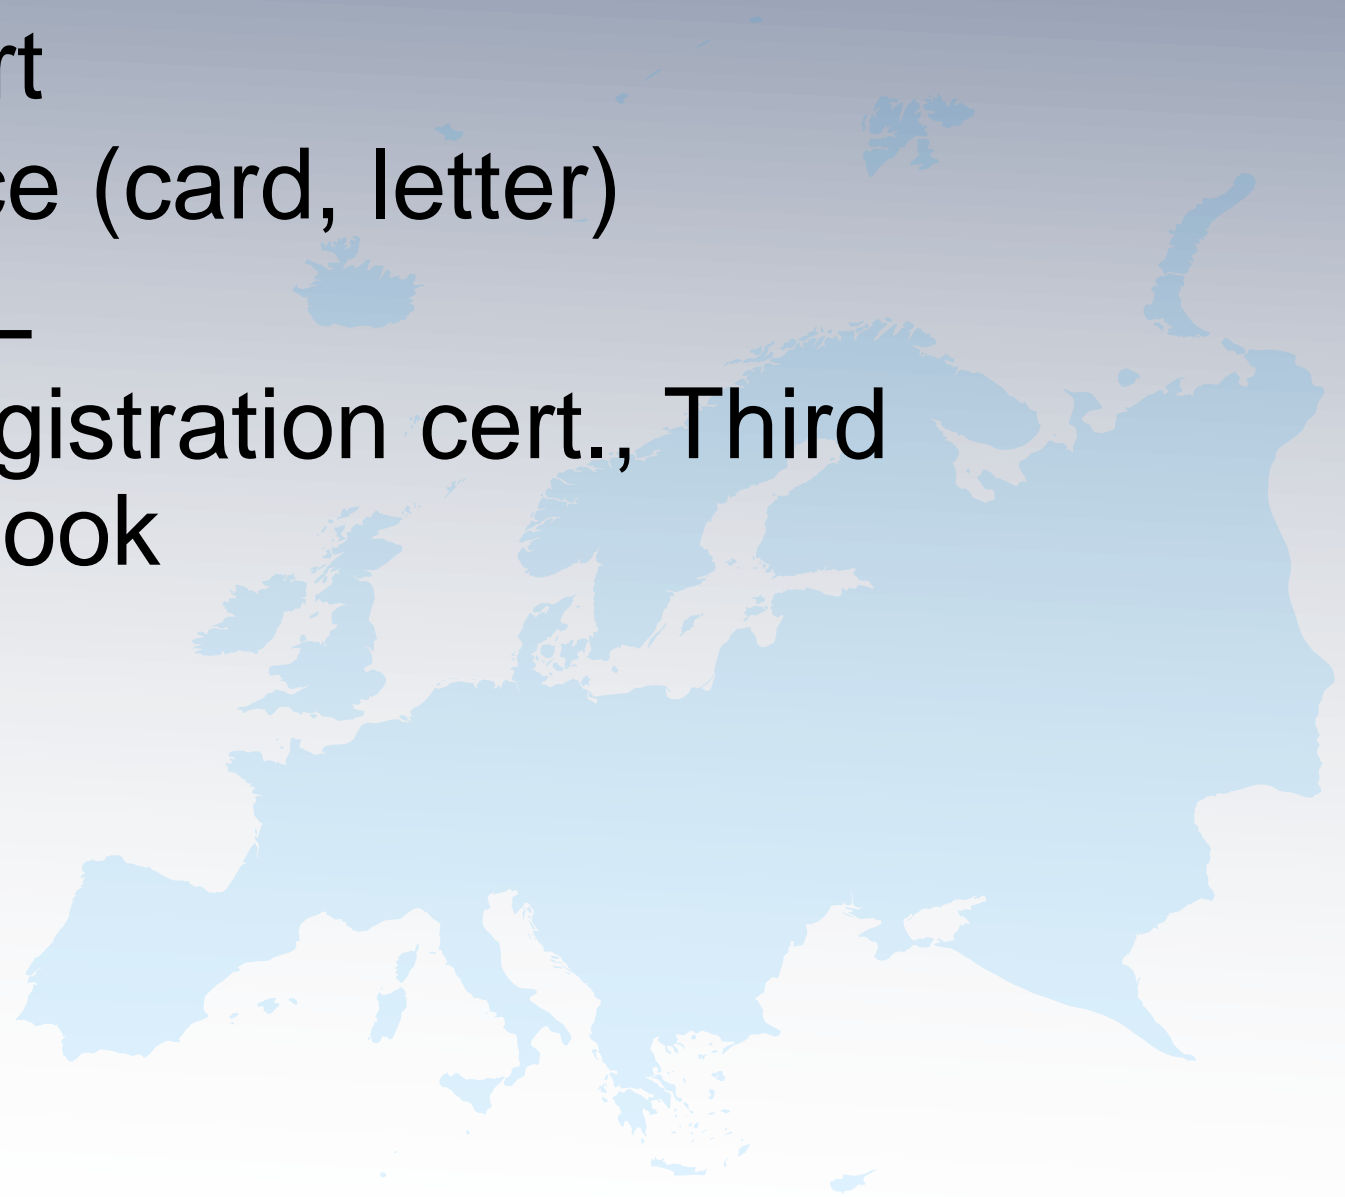 rt
ce (card, letter)
–
gistration cert., Third
ook